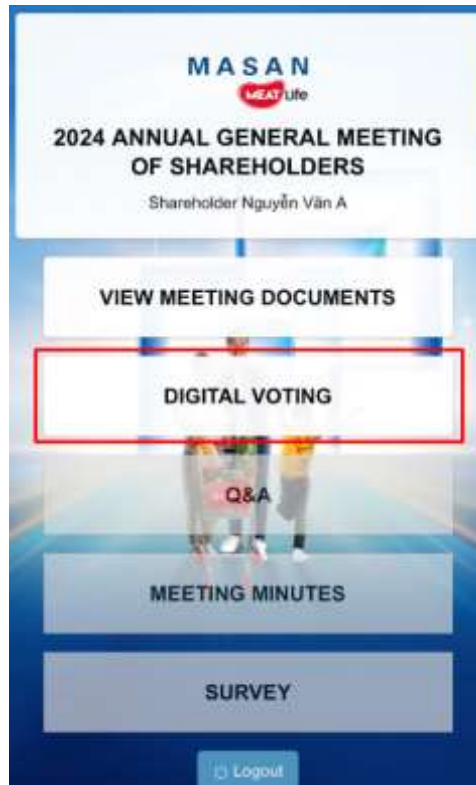 MASAN
MEATLife
2024 ANNUAL GENERAL MEETING
OF SHAREHOLDERS
Shareholder Nguyễn Văn A
VIEW MEETING DOCUMENTS
DIGITAL VOTING
Q&A
MEETING MINUTES
SURVEY
Logout